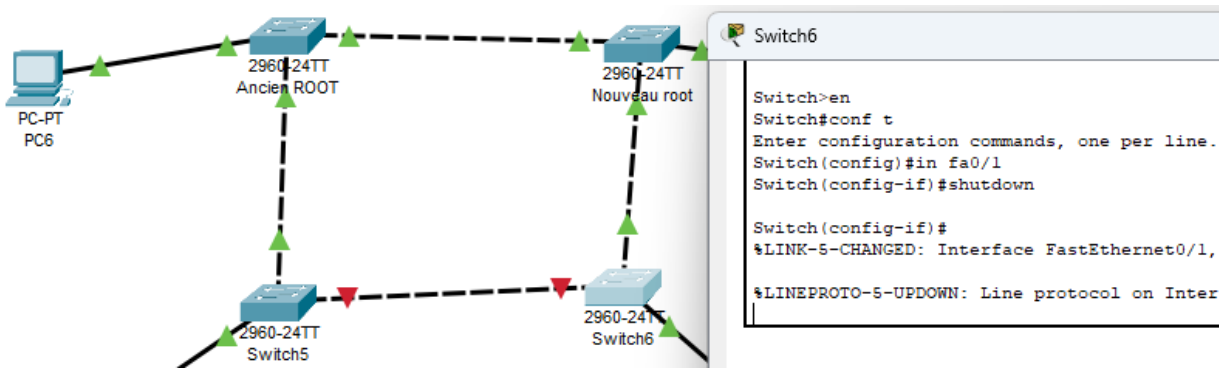 Switch6
2960-24TT
Ancien ROOT
2960-24TT
Nouveau root
PC-PT
PC6
2960-24TT
Switch5
2960-24TT
Switch6
Switch>en
Switch#conf t
Enter configuration commands, one per line.
Switch(config)#in fa0/1
Switch(config-if)#shutdown
Switch(config-if)#
%LINK-5-CHANGED: Interface FastEthernet0/1,
%LINEPROTO-5-UPDOWN: Line protocol on Inter